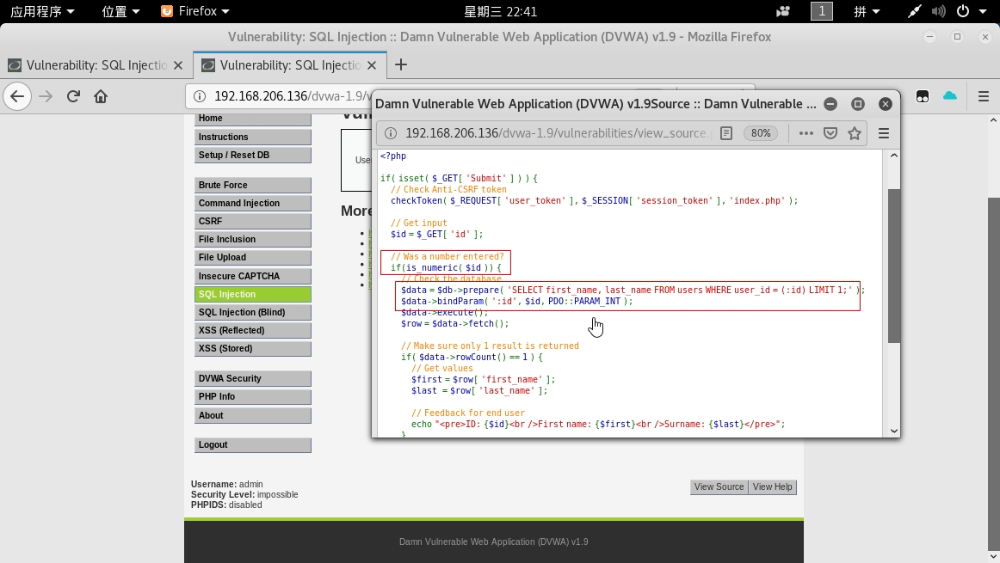 应用程序 位置 Firefox 星期三 22:41 1 拼
Vulnerability: SQL Injection :: Damn Vulnerable Web Application (DVWA) v1.9 - Mozilla Firefox
Vulnerability: SQL Injectio Vulnerability: SQL Injectio
192.168.206.136/dvwa-1.9/v
Damn Vulnerable Web Application (DVWA) v1.9Source :: Damn Vulnerable ...
192.168.206.136/dvwa-1.9/vulnerabilities/view_source. 80%
Home
Instructions
Setup / Reset DB
Brute Force
Command Injection
CSRF
File Inclusion
File Upload
Insecure CAPTCHA
SQL Injection
SQL Injection (Blind)
XSS (Reflected)
XSS (Stored)
DVWA Security
PHP Info
About
Logout
Use
More
<?php
if( isset( $_GET[ 'Submit' ] ) ) {
// Check Anti-CSRF token
checkToken( $_REQUEST[ 'user_token' ], $_SESSION[ 'session_token' ], 'index.php' );
// Get input
$id = $_GET[ 'id' ];
// Was a number entered?
if(is_numeric( $id )) {
// Check the database
$data = $db->prepare( 'SELECT first_name, last_name FROM users WHERE user_id = (:id) LIMIT 1;' );
$data->bindParam( ':id', $id, PDO::PARAM_INT );
$data->execute();
$row = $data->fetch();
// Make sure only 1 result is returned
if( $data->rowCount() == 1 ) {
// Get values
$first = $row[ 'first_name' ];
$last = $row[ 'last_name' ];
// Feedback for end user
echo "<pre>ID: {$id}<br />First name: {$first}<br />Surname: {$last}</pre>";
}
Username: admin
Security Level: impossible
PHPIDS: disabled
View Source View Help
Damn Vulnerable Web Application (DVWA) v1.9